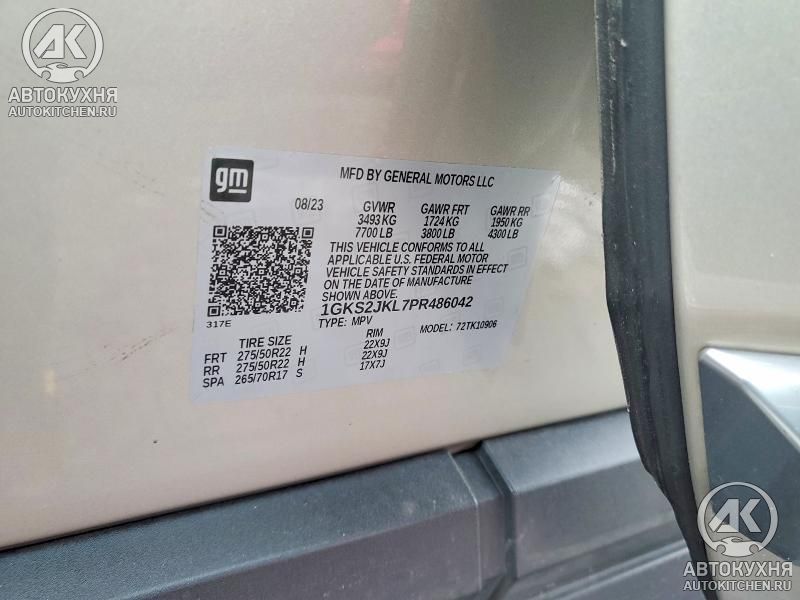 AK
АВТОКУХНЯ
AUTOKITCHEN.RU
gm
MFD BY GENERAL MOTORS LLC
08/23 GVWR GAWR FRT GAWR RR
3493 KG 1724 KG 1950 KG
7700 LB 3800 LB 4300 LB
THIS VEHICLE CONFORMS TO ALL
APPLICABLE U.S. FEDERAL MOTOR
VEHICLE SAFETY STANDARDS IN EFFECT
ON THE DATE OF MANUFACTURE
SHOWN ABOVE.
1GKS2JKL7PR486042
317E TYPE: MPV MODEL: 72TK10906
TIRE SIZE RIM
FRT 275/50R22 H 22X9J
RR 275/50R22 H 22X9J
SPA 265/70R17 S 17X7J
AK
АВТОКУХНЯ
AUTOKITCHEN.RU